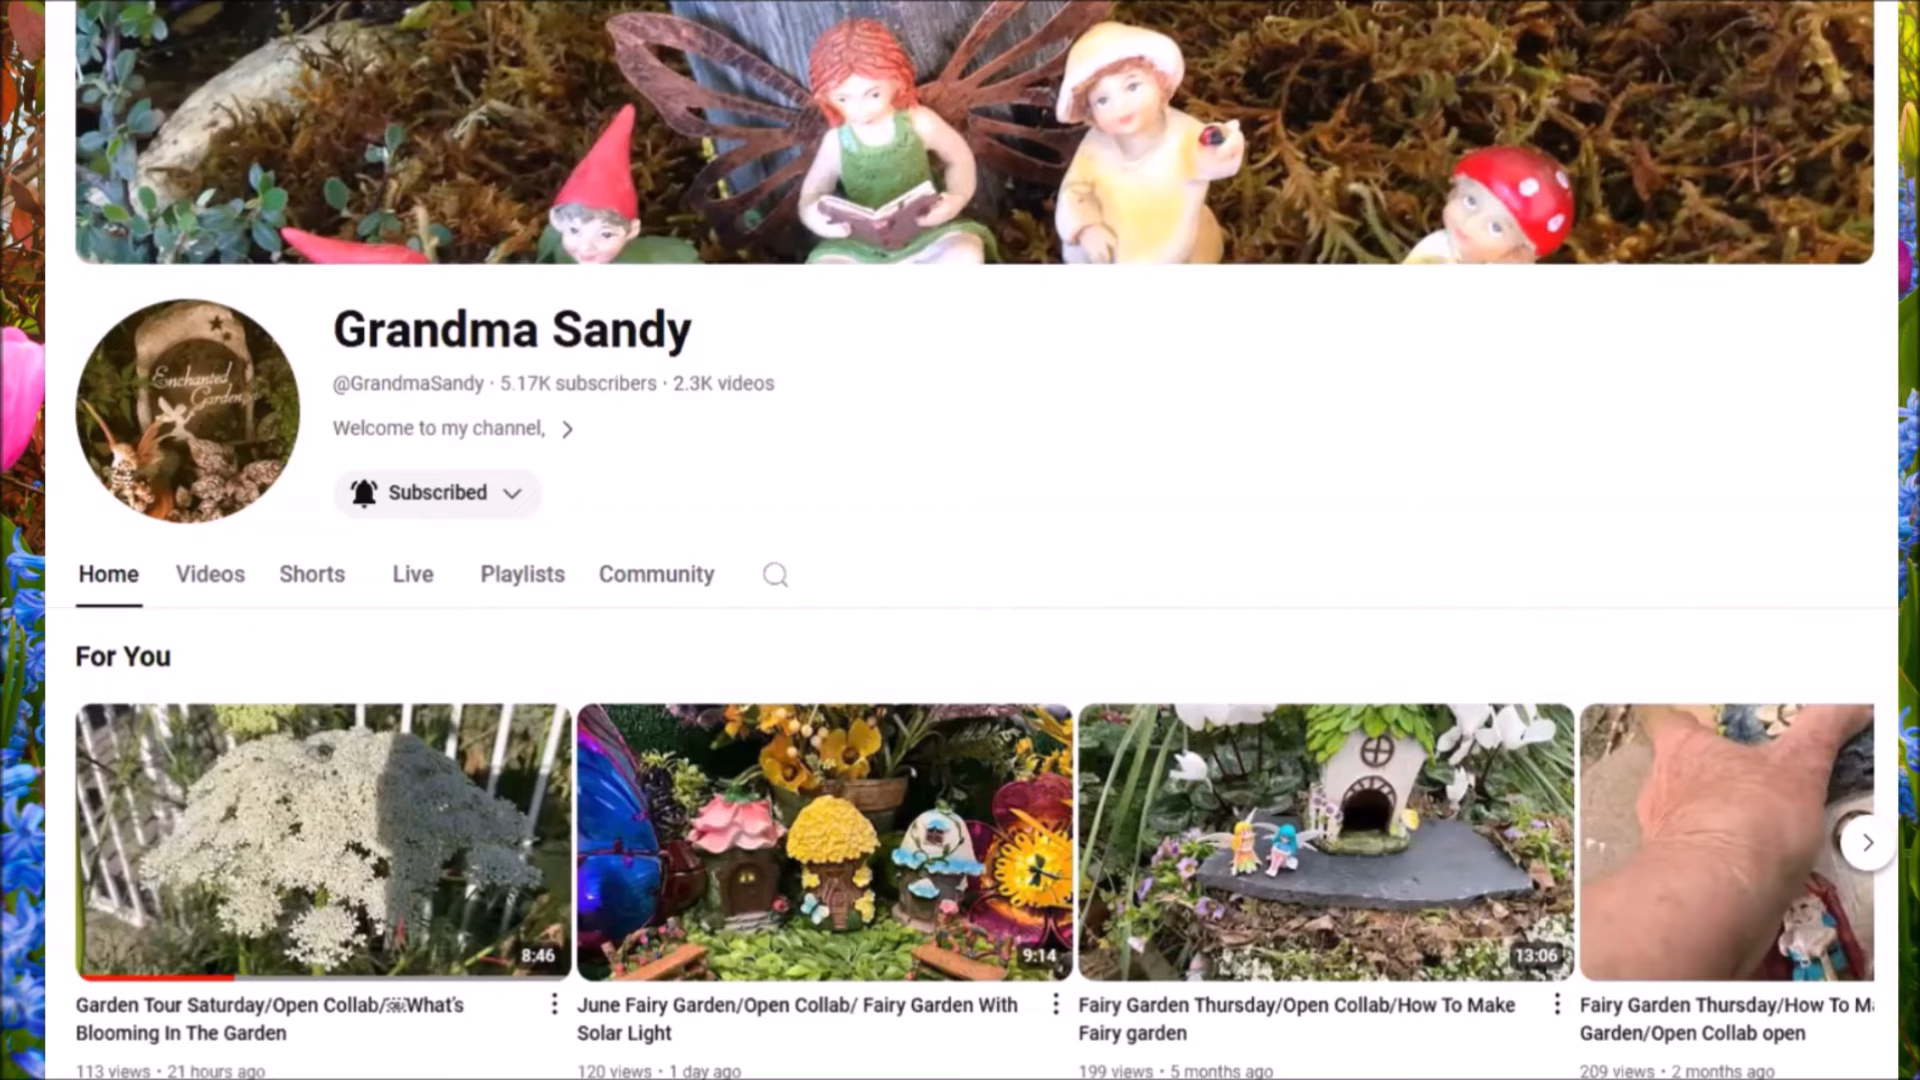 Enchanted
Garden
Grandma Sandy
@GrandmaSandy · 5.17K subscribers · 2.3K videos
Welcome to my channel,
Subscribed
Home Videos Shorts Live Playlists Community
For You
8:46
9:14
13:06
Garden Tour Saturday/Open Collab/￼What's
Blooming In The Garden
113 views · 21 hours ago
June Fairy Garden/Open Collab/ Fairy Garden With
Solar Light
120 views · 1 day ago
Fairy Garden Thursday/Open Collab/How To Make
Fairy garden
199 views · 5 months ago
Fairy Garden Thursday/How To M
Garden/Open Collab open
209 views · 2 months ago